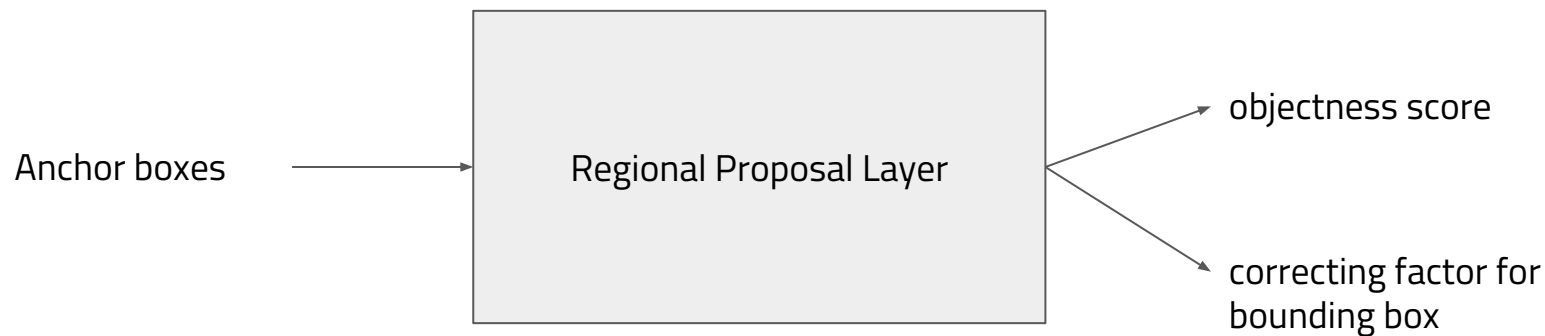 Anchor boxes
Regional Proposal Layer
objectness score
correcting factor for
bounding box